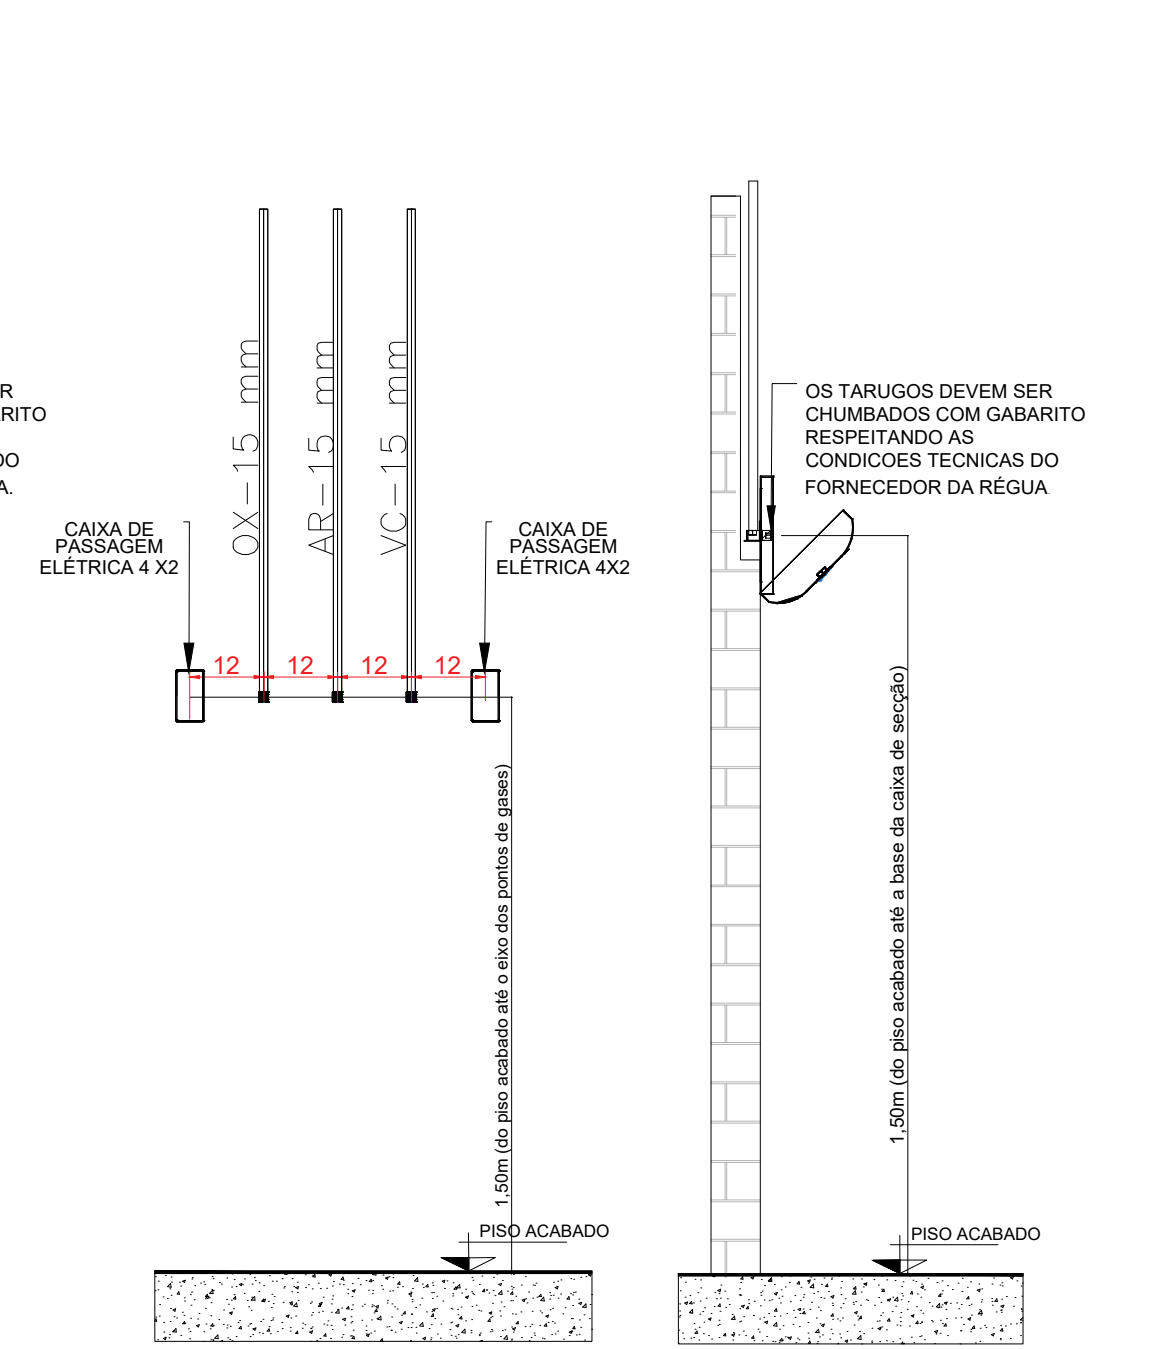 R
RITO
DO
A.
CAIXA DE
PASSAGEM
ELÉTRICA 4 X2
OX-15 mm
AR-15 mm
VC-15 mm
CAIXA DE
PASSAGEM
ELÉTRICA 4X2
12
12
12
12
1,50m (do piso acabado até o eixo dos pontos de gases)
PISO ACABADO
OS TARUGOS DEVEM SER
CHUMBADOS COM GABARITO
RESPEITANDO AS
CONDICOES TECNICAS DO
FORNECEDOR DA RÉGUA.
1,50m (do piso acabado até a base da caixa de secção)
PISO ACABADO